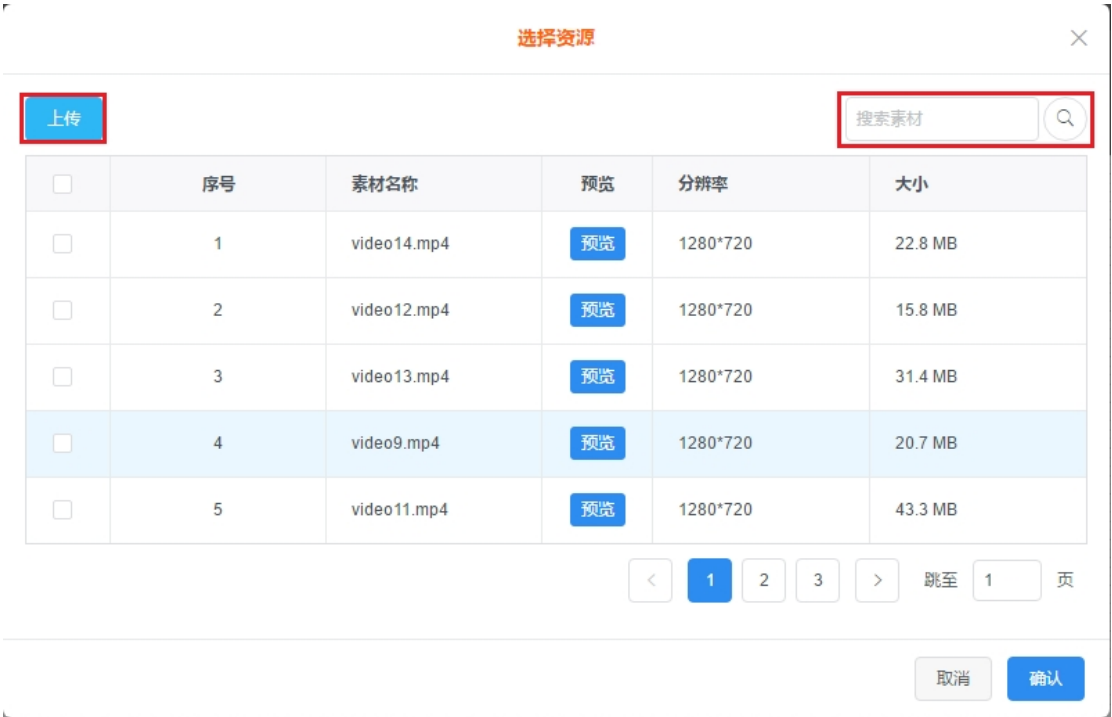 选择资源
上传
搜索素材
序号 素材名称 预览 分辨率 大小
1 video14.mp4 预览 1280*720 22.8 MB
2 video12.mp4 预览 1280*720 15.8 MB
3 video13.mp4 预览 1280*720 31.4 MB
4 video9.mp4 预览 1280*720 20.7 MB
5 video11.mp4 预览 1280*720 43.3 MB
< 1 2 3 > 跳至 1 页
取消 确认